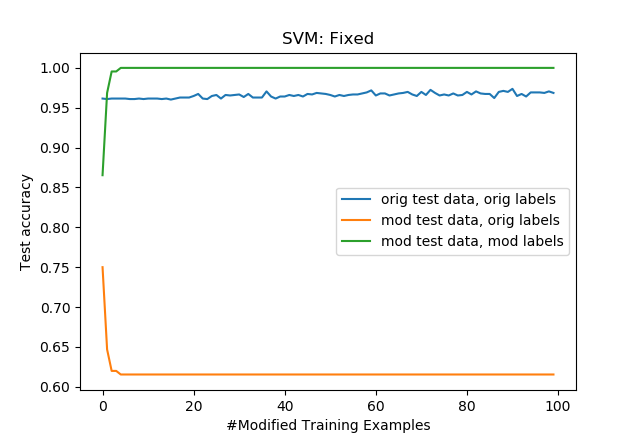 SVM: Fixed
1.00
0.95
0.90
0.85
0.80
0.75
0.70
0.65
0.60
Test accuracy
orig test data, orig labels
mod test data, orig labels
mod test data, mod labels
0 20 40 60 80 100
#Modified Training Examples